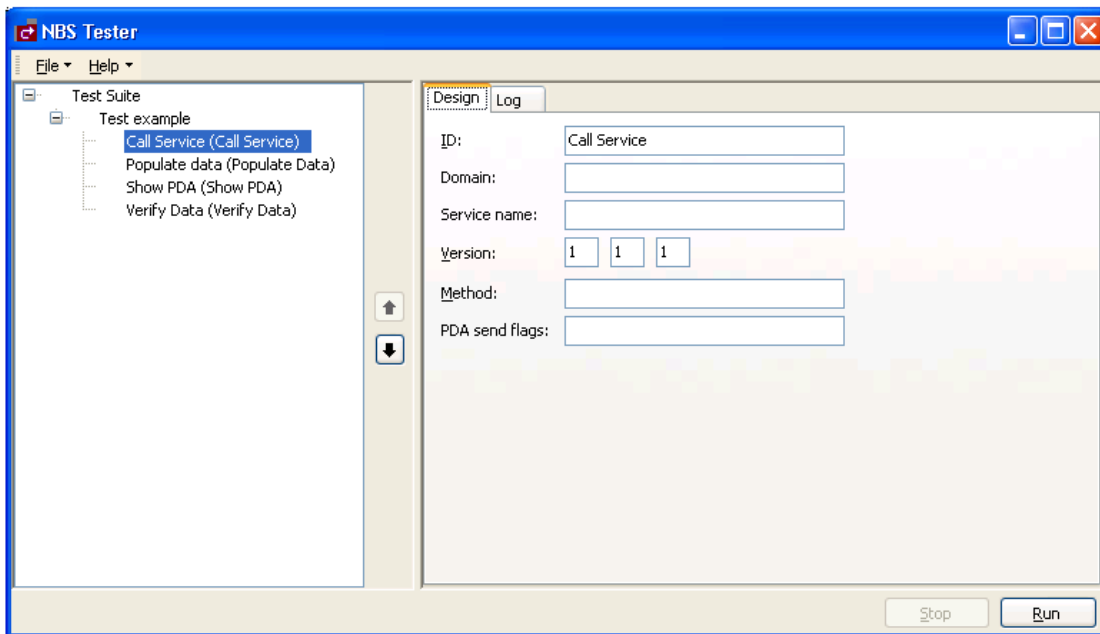 NBS Tester
File Help
Test Suite
Test example
Call Service (Call Service)
Populate data (Populate Data)
Show PDA (Show PDA)
Verify Data (Verify Data)
Design Log
ID: Call Service
Domain:
Service name:
Version: 1 1 1
Method:
PDA send flags:
Stop Run